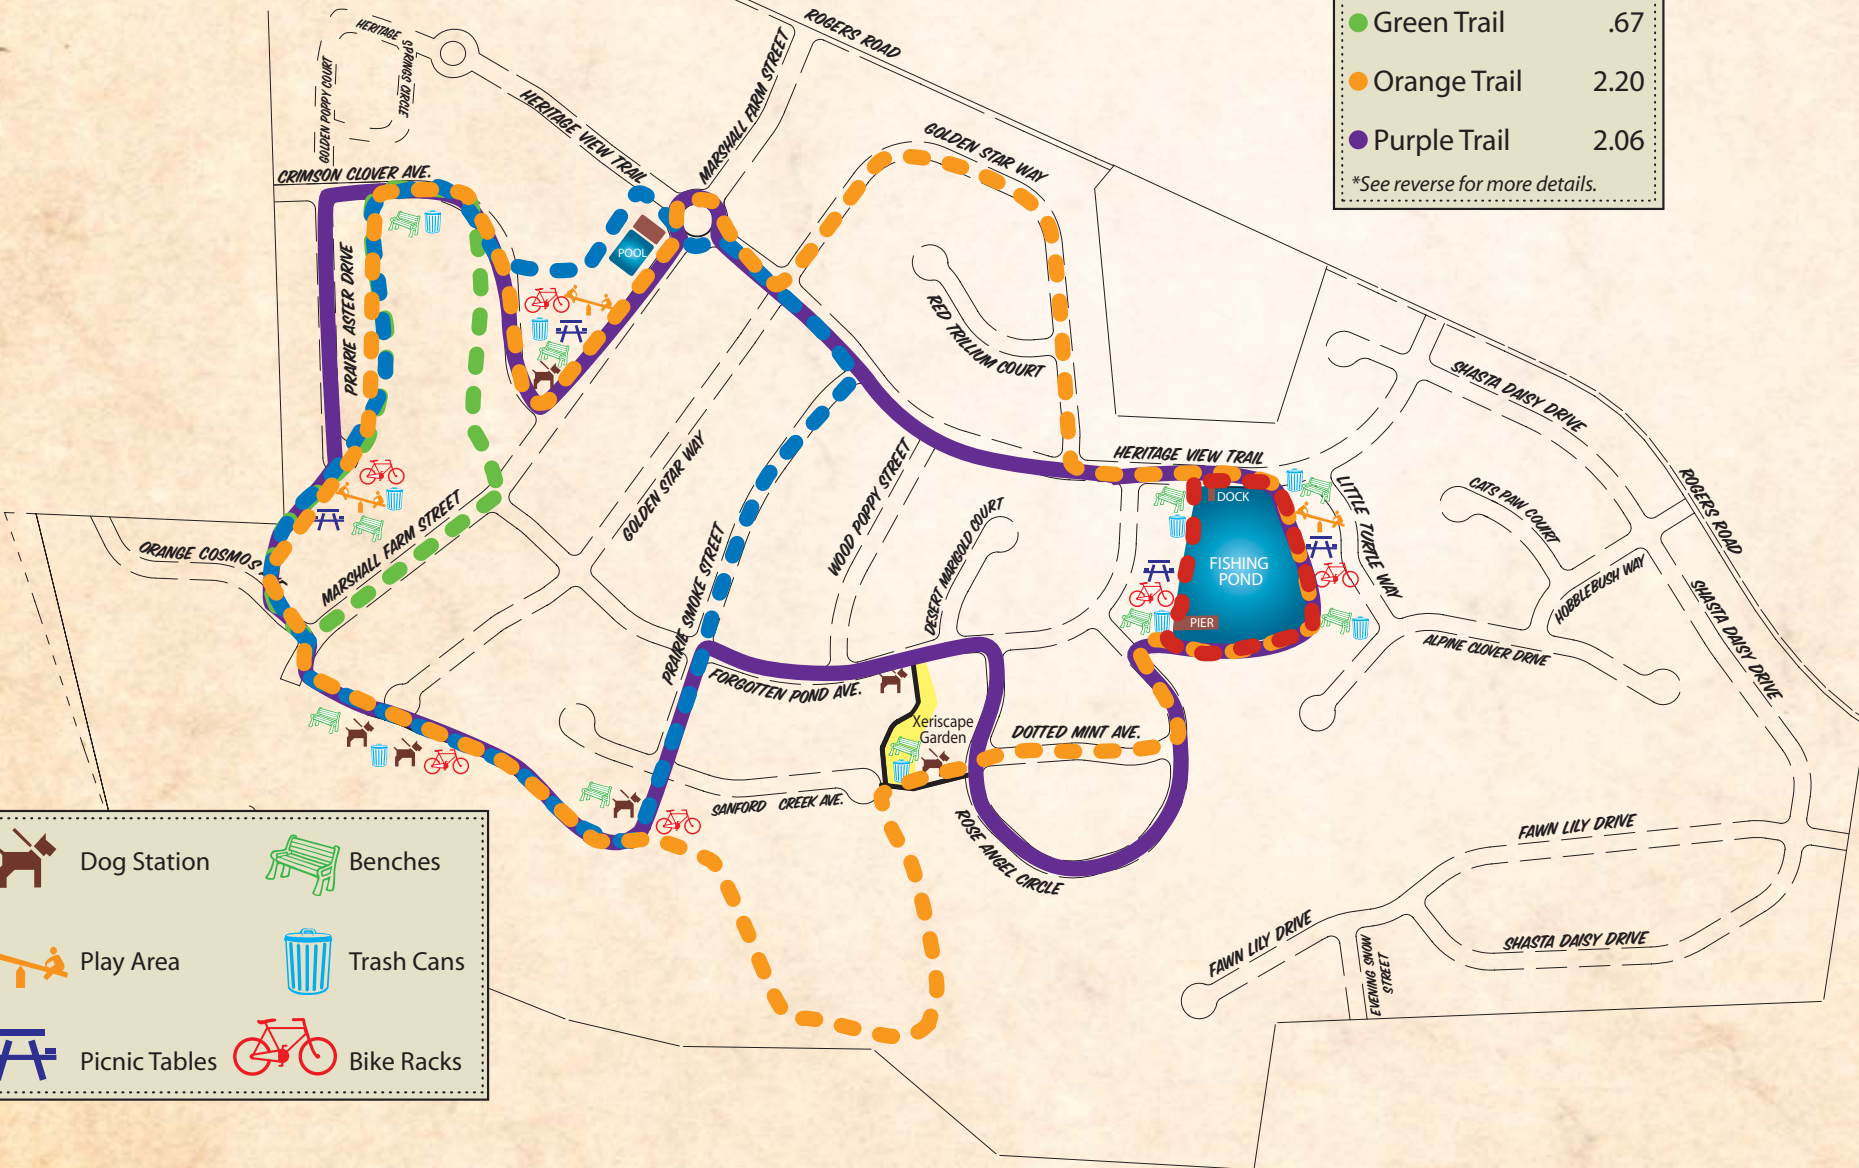 Green Trail .67
Orange Trail 2.20
Purple Trail 2.06
*See reverse for more details.
HERITAGE
SPRINGS CIRCLE
GOLDEN POPPY COURT
ROGERS ROAD
MARSHALL FARM STREET
HERITAGE VIEW TRAIL
GOLDEN STAR WAY
CRIMSON CLOVER AVE.
POOL
PRAIRIE ASTER DRIVE
RED TRILLIUM COURT
SHASTA DAISY DRIVE
HERITAGE VIEW TRAIL
GOLDEN STAR WAY
WOOD POPPY STREET
LITTLE TURTLE WAY
CATS PAW COURT
ROGERS ROAD
DOCK
FISHING
POND
PIER
MARSHALL FARM STREET
ORANGE COSMOS
PRAIRIE SMOKE STREET
DESERT MARIGOLD COURT
HOBBLEBUSH WAY
SHASTA DAISY DRIVE
ALPINE CLOVER DRIVE
FORGOTTEN POND AVE.
Xeriscape
Garden
DOTTED MINT AVE.
SANFORD CREEK AVE.
ROSE ANGEL CIRCLE
FAWN LILY DRIVE
FAWN LILY DRIVE
SHASTA DAISY DRIVE
EVENING SNOW
STREET
Dog Station
Benches
Play Area
Trash Cans
Picnic Tables
Bike Racks